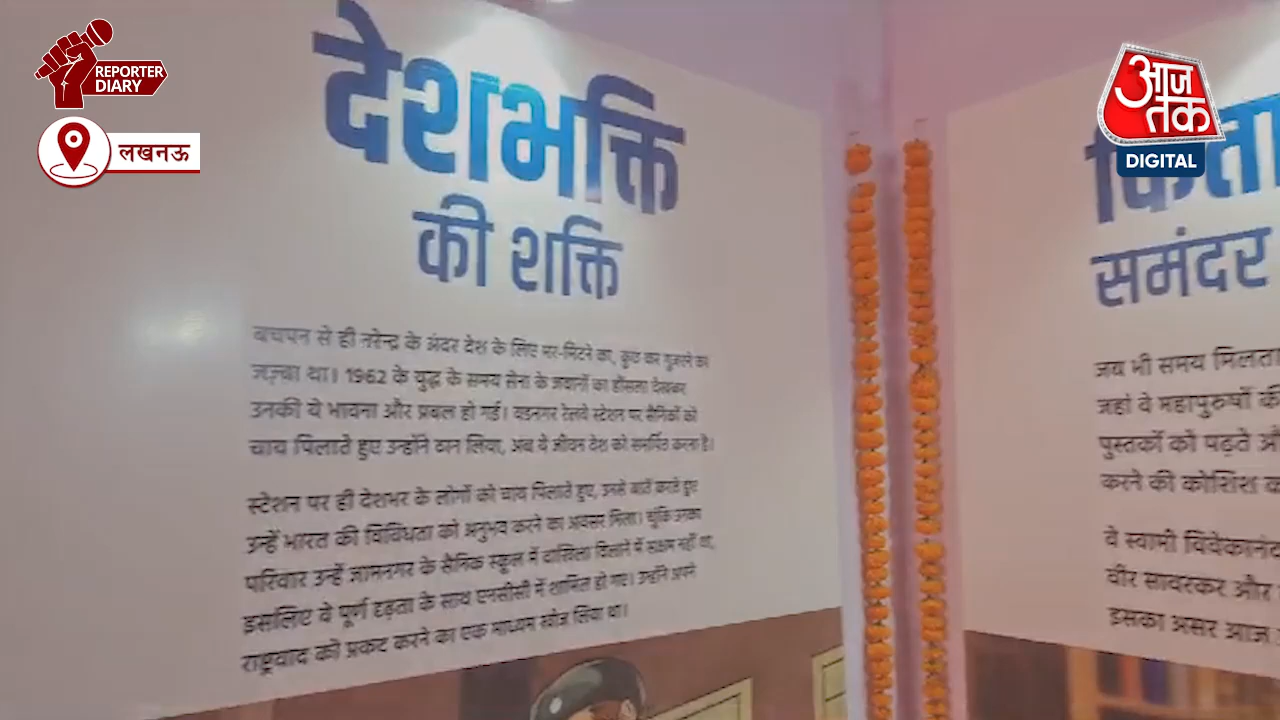 REPORTER
DIARY
लखनऊ
आज
तक
DIGITAL
देशभक्ति
की शक्ति
बचपन से ही नरेन्द्र के अंदर देश के लिए मर-मिटने का, कुछ कर गुजरने का
जज़्बा था। 1962 के युद्ध के समय सेना के जवानों का हौंसला देखकर
उनकी ये भावना और प्रबल हो गई। वडनगर रेलवे स्टेशन पर सैनिकों को
चाय पिलाते हुए उन्होंने ठान लिया, अब ये जीवन देश को समर्पित करना है।
स्टेशन पर ही देशभर के लोगों को चाय पिलाते हुए, उनसे बातें करते हुए
उन्हें भारत की विविधता को अनुभव करने का अवसर मिला। चूंकि उनका
परिवार उन्हें जामनगर के सैनिक स्कूल में दाखिला दिलाने में सक्षम नहीं था,
इसलिए वे पूर्ण दृढ़ता के साथ एनसीसी में शामिल हो गए। उन्होंने अपने
राष्ट्रवाद को प्रकट करने का एक माध्यम खोज लिया था।
किता
समंदर
जब भी समय मिलता
जहां वे महापुरुषों की
पुस्तकों को पढ़ते औ
करने की कोशिश क
वे स्वामी विवेकानंद
वीर सावरकर और
इसका असर आज